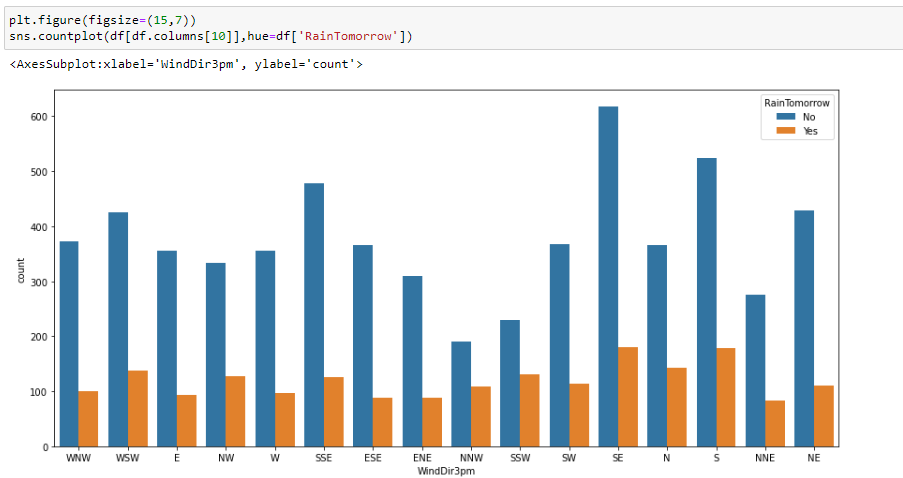 plt.figure(figsize=(15,7))
sns.countplot(df[df.columns[10]],hue=df['RainTomorrow'])
<AxesSubplot:xlabel='WindDir3pm', ylabel='count'>
RainTomorrow
No
Yes
600
500
400
300
200
100
0
count
WNW WSW E NW W SSE ESE ENE NNW SSW SW SE N S NNE NE
WindDir3pm